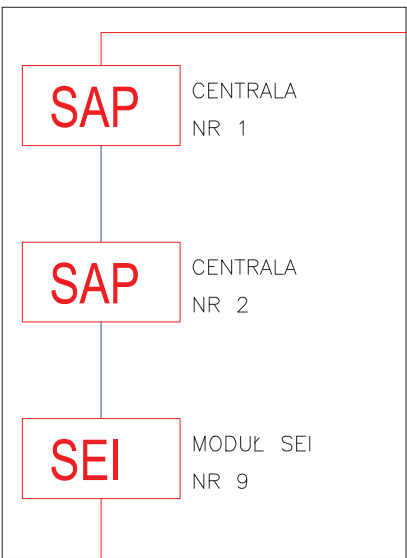 SAP
CENTRALA
NR 1
SAP
CENTRALA
NR 2
SEI
MODUŁ SEI
NR 9